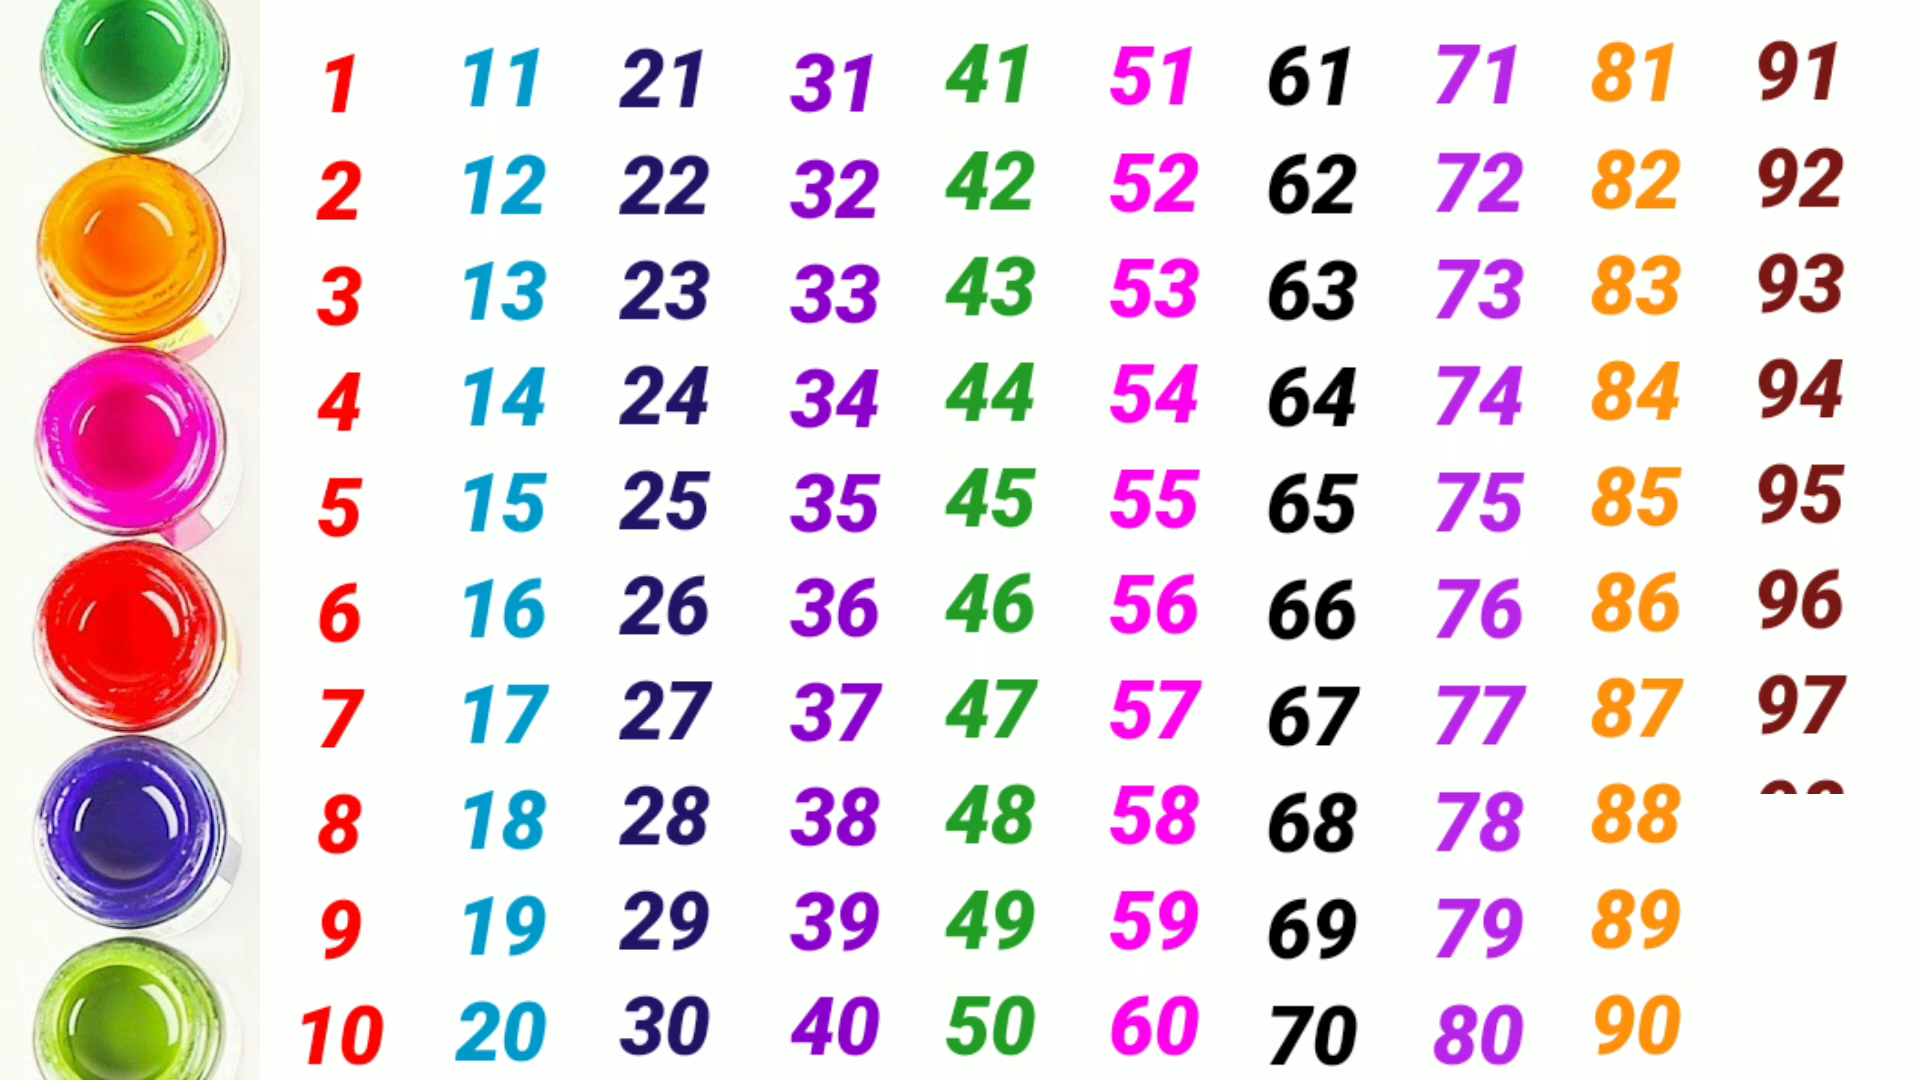 1 11 21 31 41 51 61 71 81 91
2 12 22 32 42 52 62 72 82 92
3 13 23 33 43 53 63 73 83 93
4 14 24 34 44 54 64 74 84 94
5 15 25 35 45 55 65 75 85 95
6 16 26 36 46 56 66 76 86 96
7 17 27 37 47 57 67 77 87 97
8 18 28 38 48 58 68 78 88
9 19 29 39 49 59 69 79 89
10 20 30 40 50 60 70 80 90